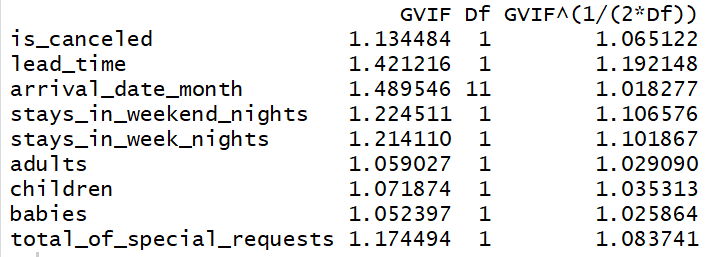 GVIF Df GVIF^(1/(2*Df))
is_canceled 1.134484 1 1.065122
lead_time 1.421216 1 1.192148
arrival_date_month 1.489546 11 1.018277
stays_in_weekend_nights 1.224511 1 1.106576
stays_in_week_nights 1.214110 1 1.101867
adults 1.059027 1 1.029090
children 1.071874 1 1.035313
babies 1.052397 1 1.025864
total_of_special_requests 1.174494 1 1.083741